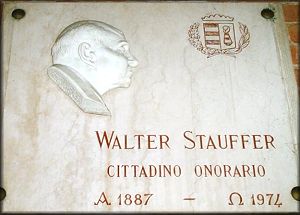 WALTER STAUFFER
CITTADINO ONORARIO
A 1887 – Ω 1974